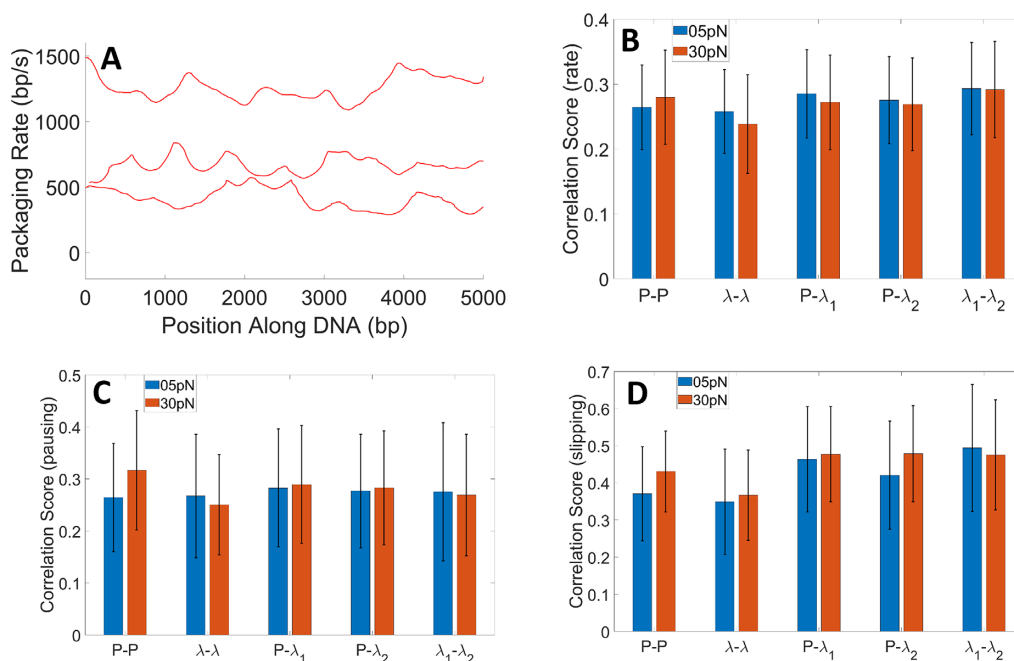 A
Packaging Rate (bp/s)
1500
1000
500
0
0 1000 2000 3000 4000 5000
Position Along DNA (bp)
B
05pN
30pN
Correlation Score (rate)
0.4
0.3
0.2
0.1
0
P-P λ-λ P-λ₁ P-λ₂ λ₁-λ₂
C
05pN
30pN
Correlation Score (pausing)
0.5
0.4
0.3
0.2
0.1
0
P-P λ-λ P-λ₁ P-λ₂ λ₁-λ₂
D
05pN
30pN
Correlation Score (slipping)
0.7
0.6
0.5
0.4
0.3
0.2
0.1
0
P-P λ-λ P-λ₁ P-λ₂ λ₁-λ₂